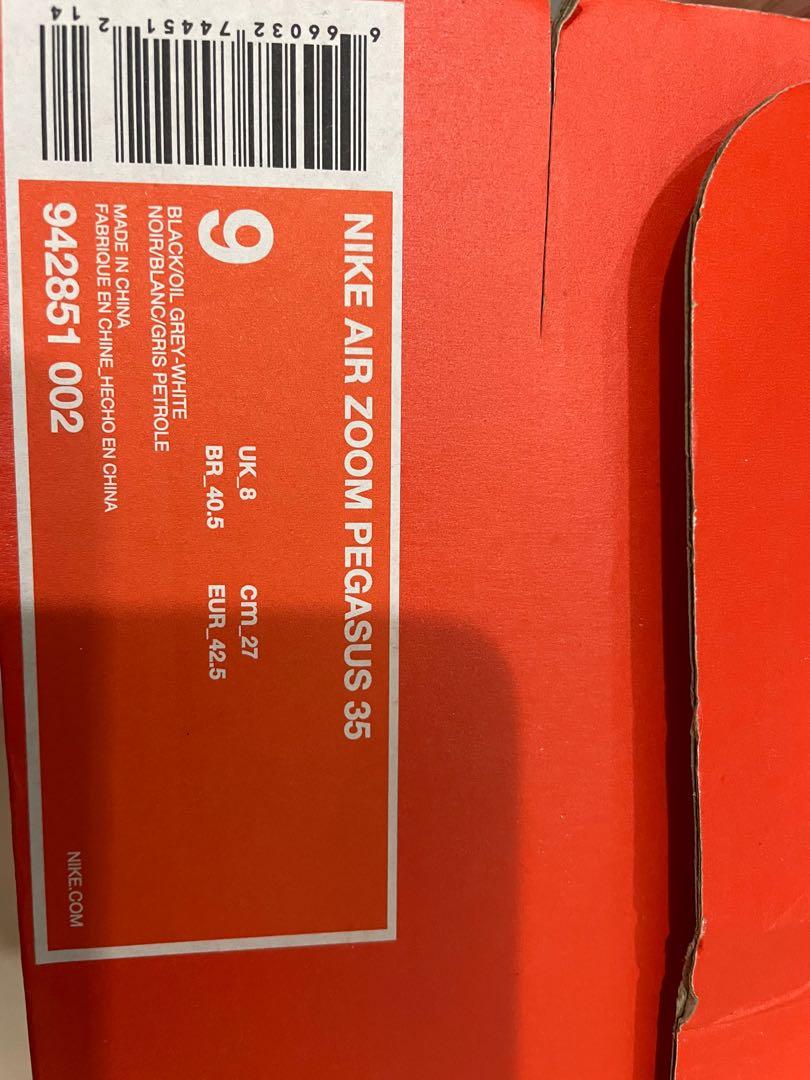 6 66032 74451 2 14
NIKE AIR ZOOM PEGASUS 35
9
UK_8 cm_27
BR_40.5 EUR_42.5
BLACK/OIL GREY-WHITE
NOIR/BLANC/GRIS PETROLE
MADE IN CHINA
FABRIQUE EN CHINE_HECHO EN CHINA
942851 002
NIKE.COM